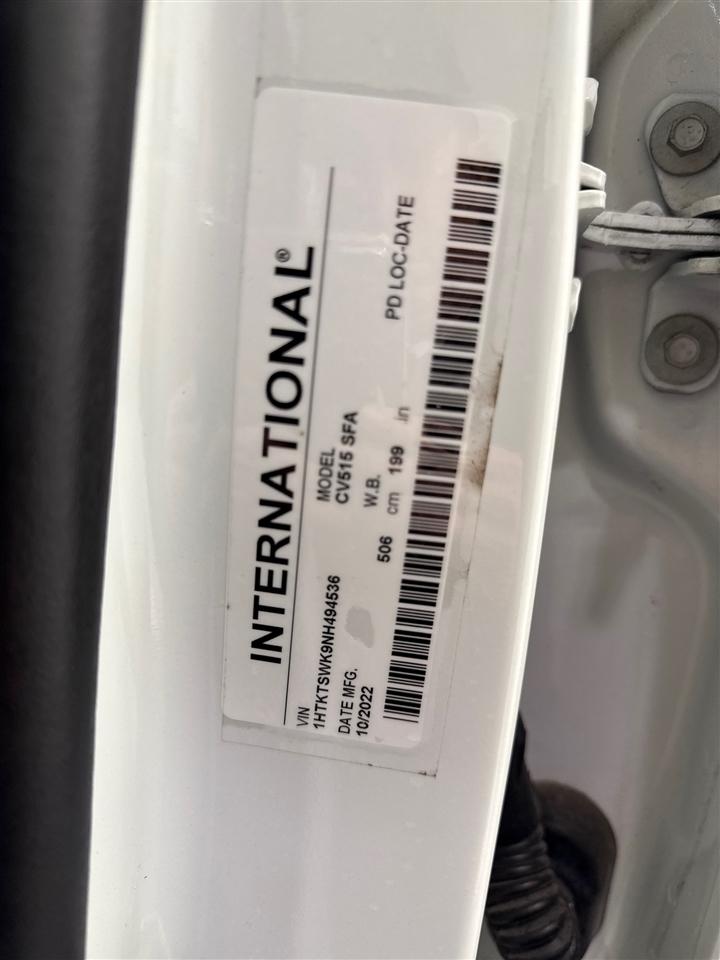 INTERNATIONAL®
VIN
1HTKTSWK9NH494536
MODEL
CV515 SFA
DATE MFG.
10/2022
W.B.
506 cm 199 in
PD LOC-DATE